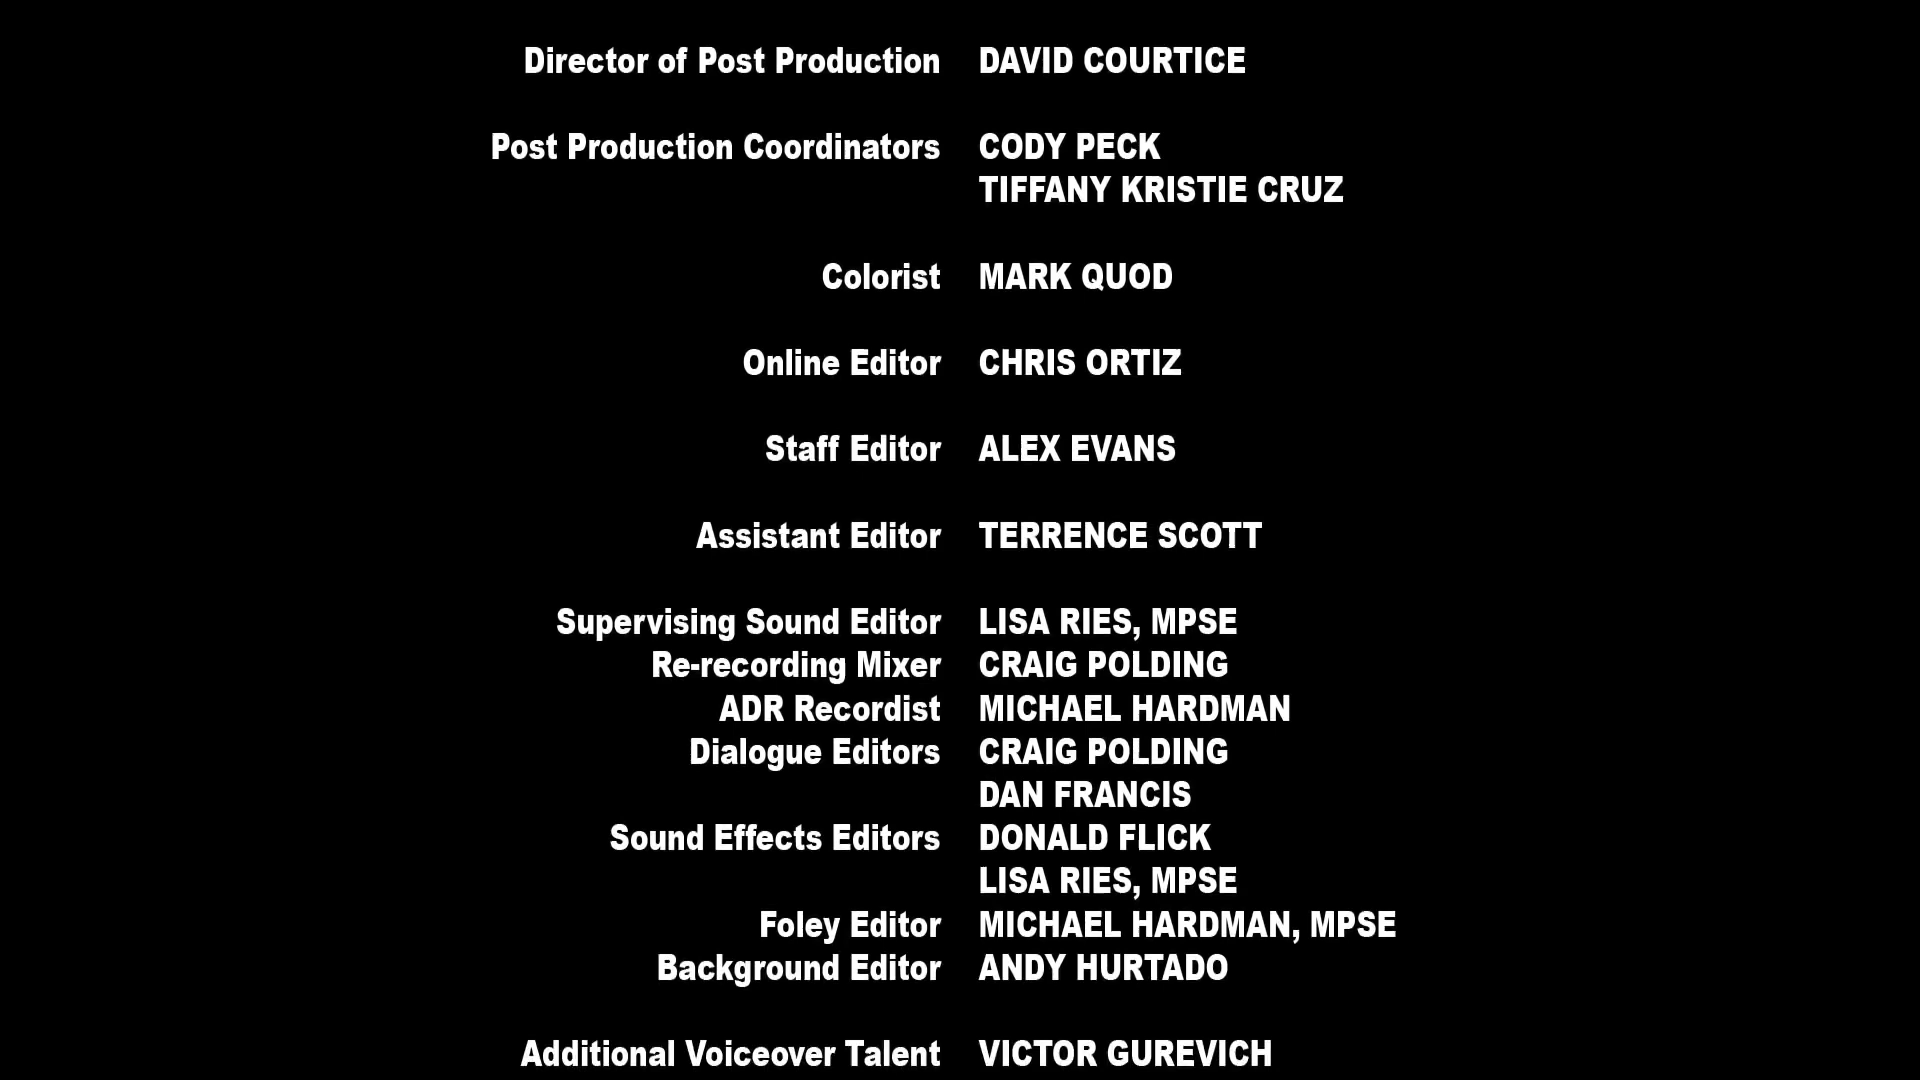 Director of Post Production DAVID COURTICE
Post Production Coordinators CODY PECK
TIFFANY KRISTIE CRUZ
Colorist MARK QUOD
Online Editor CHRIS ORTIZ
Staff Editor ALEX EVANS
Assistant Editor TERRENCE SCOTT
Supervising Sound Editor LISA RIES, MPSE
Re-recording Mixer CRAIG POLDING
ADR Recordist MICHAEL HARDMAN
Dialogue Editors CRAIG POLDING
DAN FRANCIS
Sound Effects Editors DONALD FLICK
LISA RIES, MPSE
Foley Editor MICHAEL HARDMAN, MPSE
Background Editor ANDY HURTADO
Additional Voiceover Talent VICTOR GUREVICH